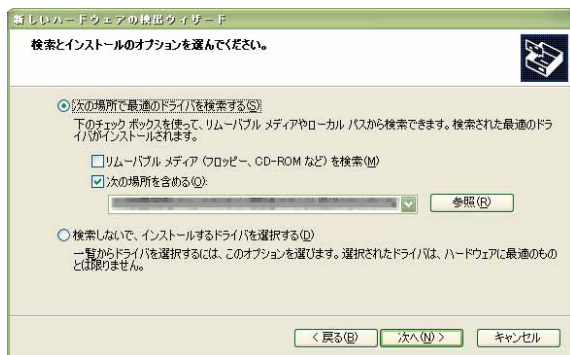 新しいハードウェアの検出ウィザード
検索とインストールのオプションを選んでください。
次の場所で最適のドライバを検索する(S)
下のチェック ボックスを使って、リムーバブル メディアやローカル パスから検索できます。検索された最適のドラ
イバがインストールされます。
リムーバブル メディア (フロッピー、CD-ROM など) を検索(M)
次の場所を含める(O):
参照(R)
検索しないで、インストールするドライバを選択する(D)
一覧からドライバを選択するには、このオプションを選びます。選択されたドライバは、ハードウェアに最適のもの
とは限りません。
< 戻る(B) 次へ(N) > キャンセル